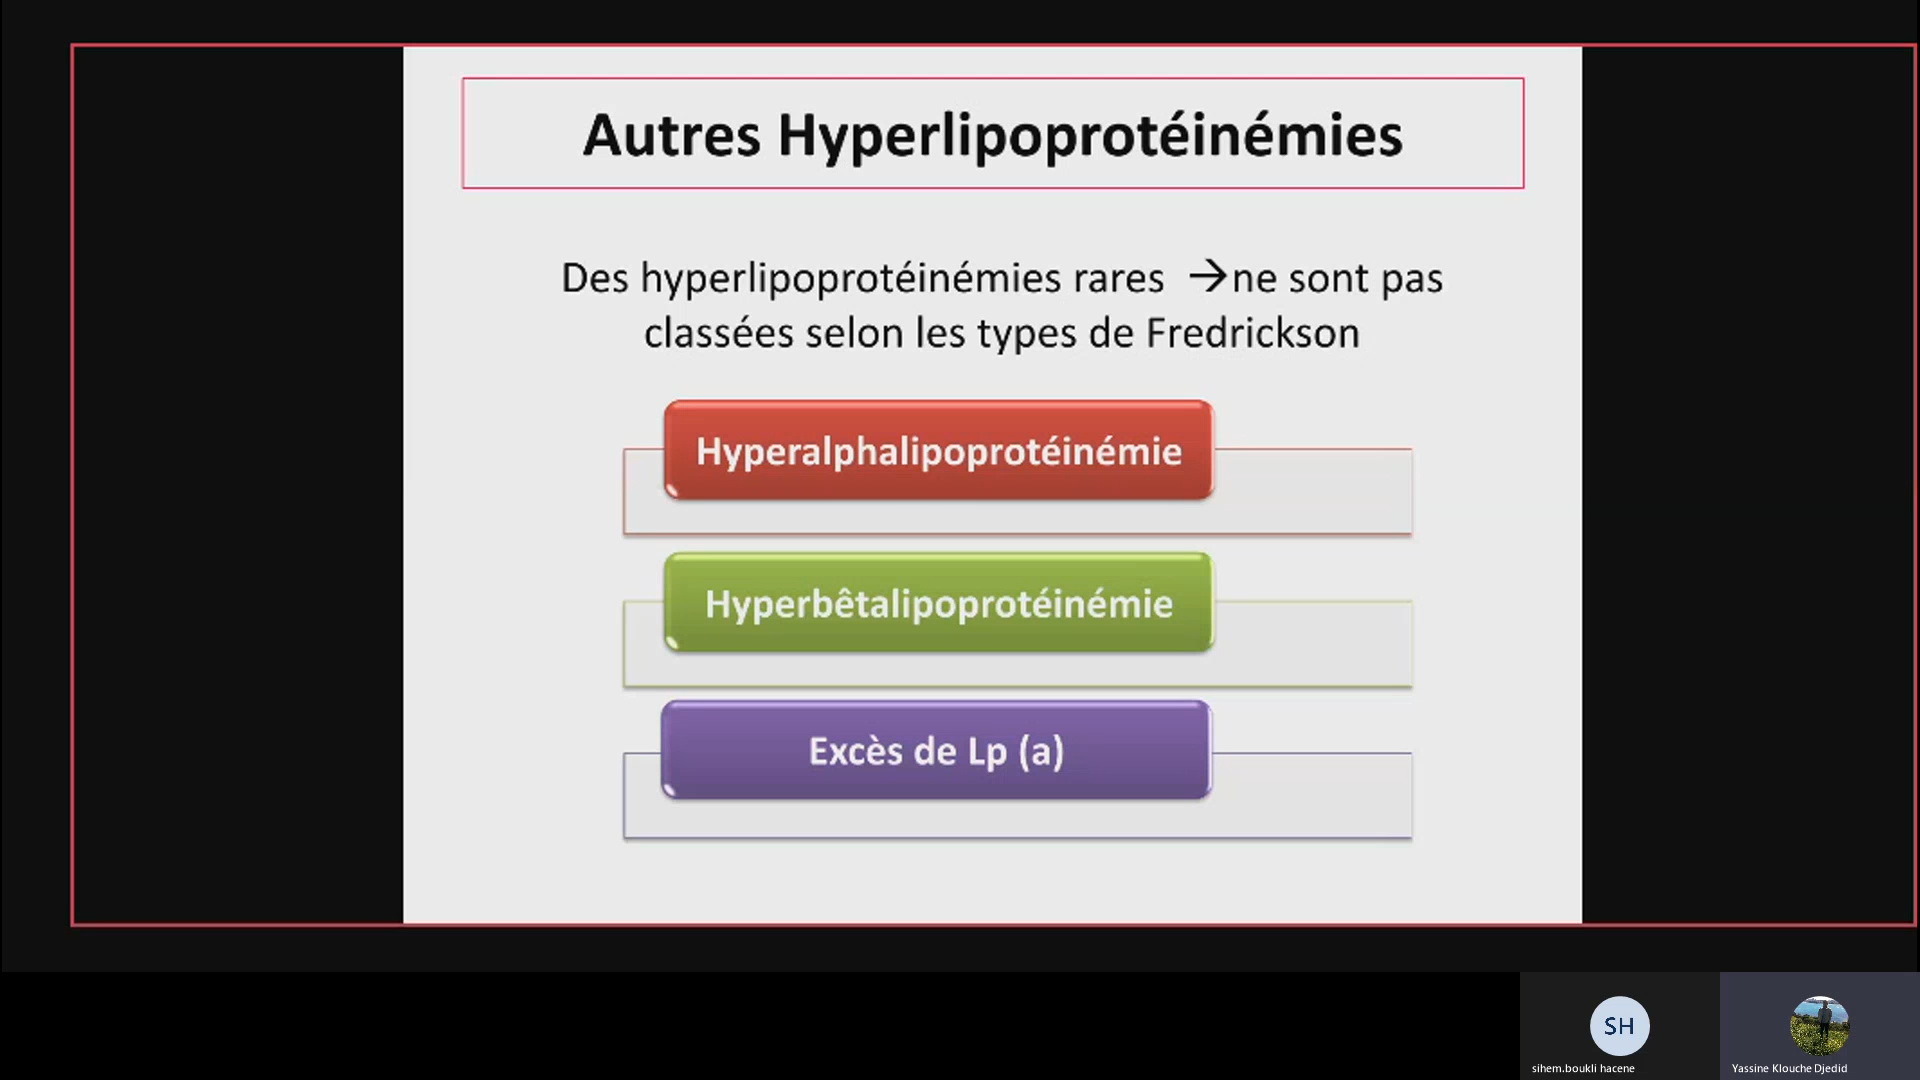 Autres Hyperlipoprotéinémies
Des hyperlipoprotéinémies rares →ne sont pas
classées selon les types de Fredrickson
Hyperalphalipoprotéinémie
Hyperbêtalipoprotéinémie
Excès de Lp (a)
SH
sihem.boukli hacene
Yassine Klouche Djedid